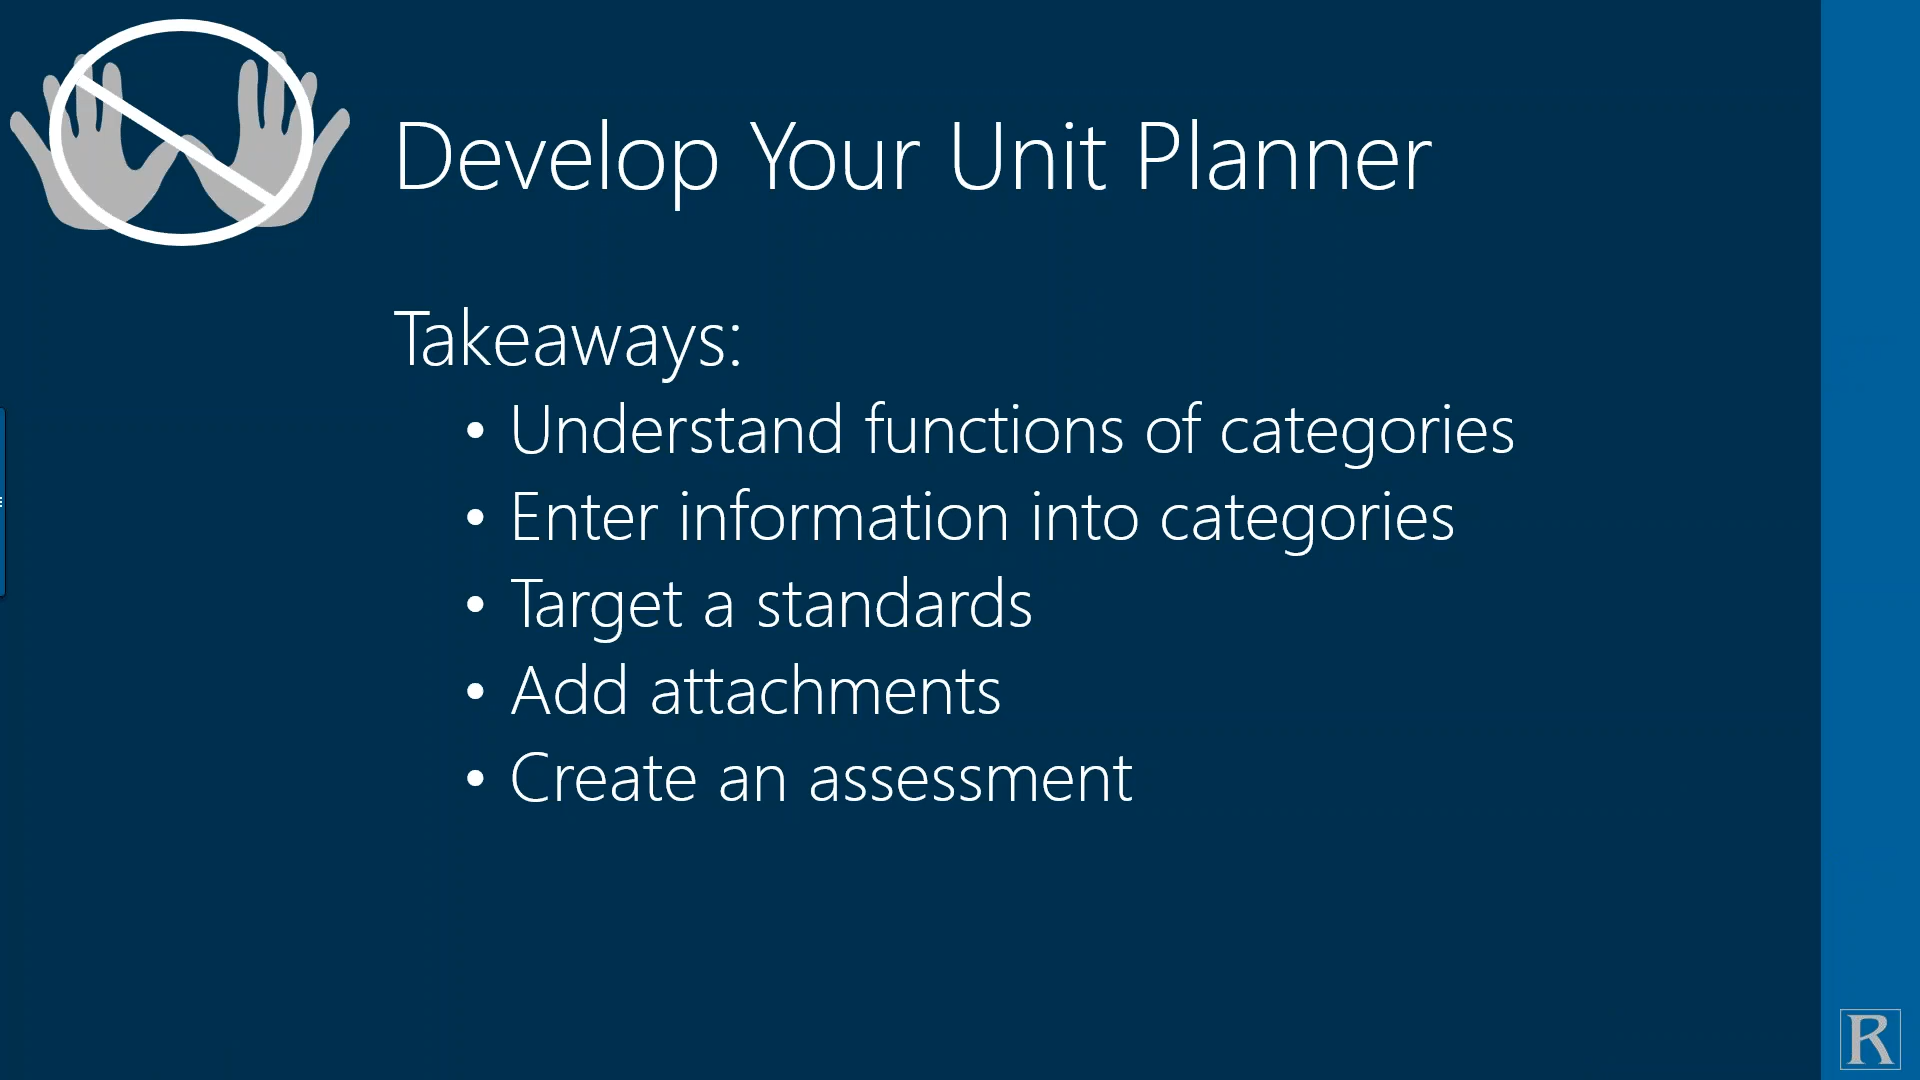 Develop Your Unit Planner
Takeaways:
• Understand functions of categories
• Enter information into categories
• Target a standards
• Add attachments
• Create an assessment
R